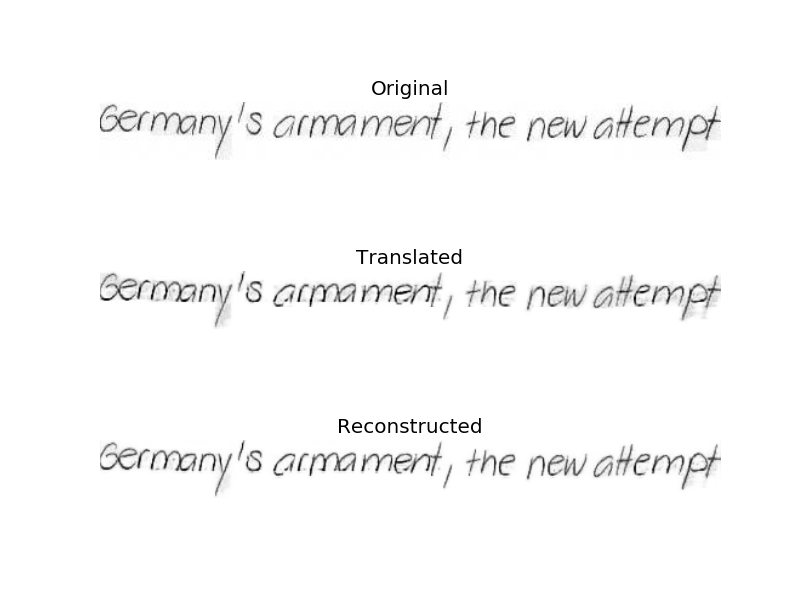 Original
Germany's armament, the new attempt
Translated
Germany's armament, the new attempt
Reconstructed
Germany's armament, the new attempt